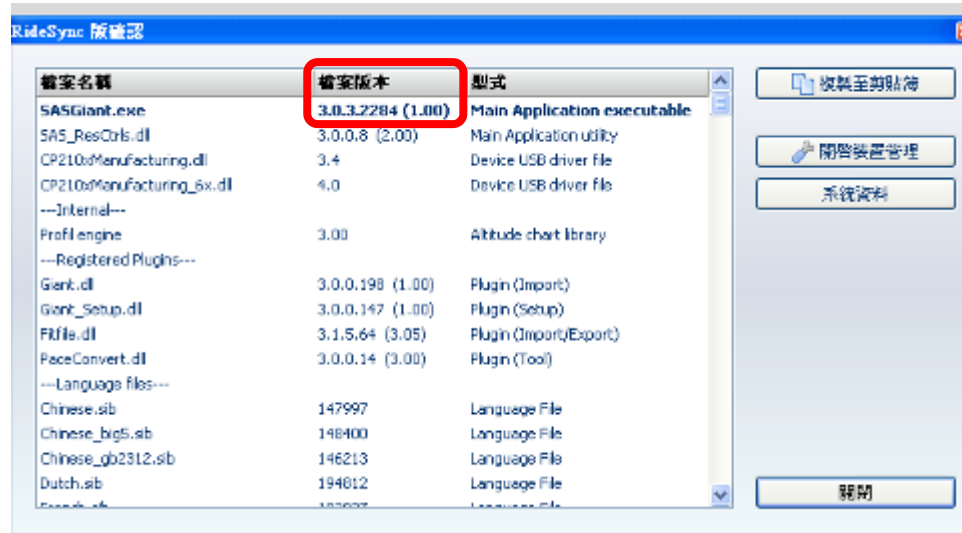 RideSync 版確認
檔案名稱 檔案版本 型式
SASGiant.exe 3.0.3.2284 (1.00) Main Application executable
SAS_ResCtrls.dll 3.0.0.8 (2.00) Main Application utility
CP210xManufacturing.dll 3.4 Device USB driver file
CP210xManufacturing_6x.dll 4.0 Device USB driver file
---Internal---
Profil engine 3.00 Altitude chart library
---Registered Plugins---
Giant.dll 3.0.0.198 (1.00) Plugin (Import)
Giant_Setup.dll 3.0.0.147 (1.00) Plugin (Setup)
Fitfile.dll 3.1.5.64 (3.05) Plugin (Import/Export)
PaceConvert.dll 3.0.0.14 (3.00) Plugin (Tool)
---Language files---
Chinese.sib 147997 Language File
Chinese_big5.sib 148400 Language File
Chinese_gb2312.sib 146213 Language File
Dutch.sib 194812 Language File
複製至剪貼簿
開啓裝置管理
系統資料
關閉